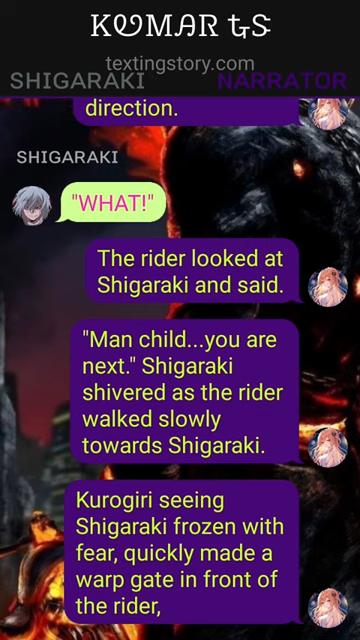 KUMAR GS
textingstory.com
SHIGARAKI NARRATOR
direction.
SHIGARAKI
"WHAT!"
The rider looked at
Shigaraki and said.
"Man child...you are
next." Shigaraki
shivered as the rider
walked slowly
towards Shigaraki.
Kurogiri seeing
Shigaraki frozen with
fear, quickly made a
warp gate in front of
the rider,